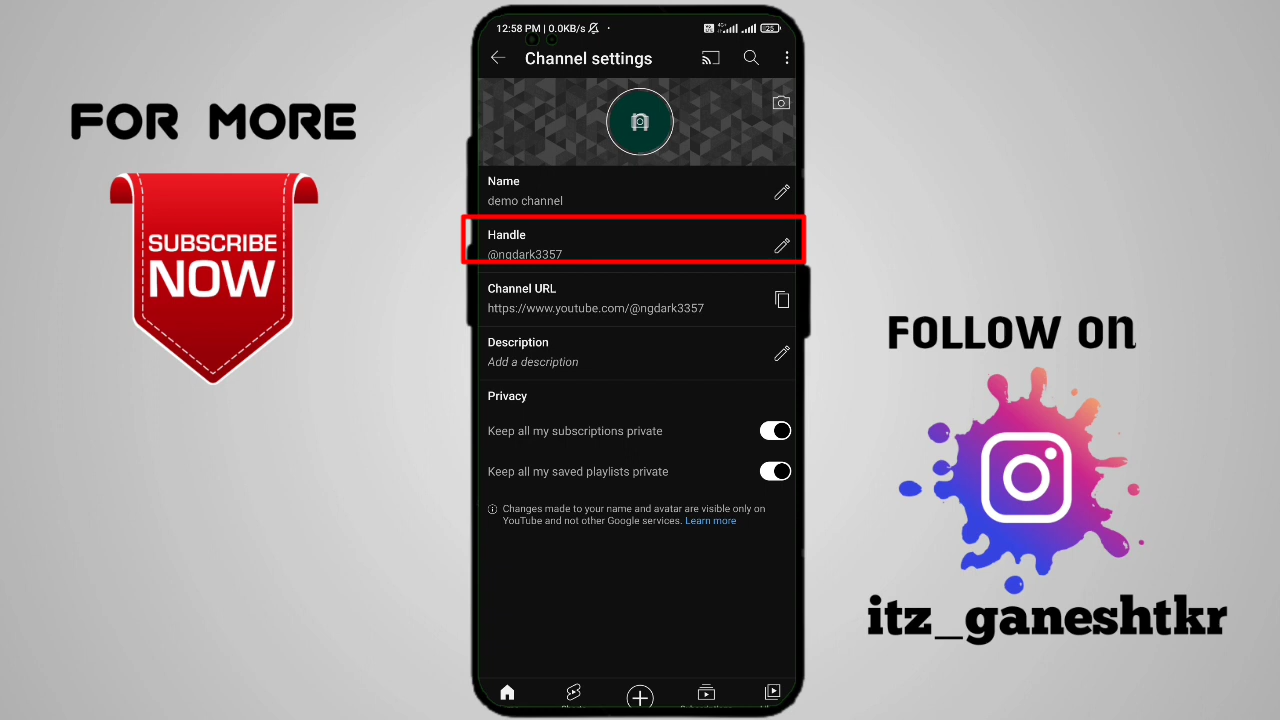 FOR MORE
SUBSCRIBE
NOW
12:58 PM | 0.0KB/s
4G+
25
Channel settings
Name
demo channel
Handle
@ngdark3357
Channel URL
https://www.youtube.com/@ngdark3357
Description
Add a description
Privacy
Keep all my subscriptions private
Keep all my saved playlists private
Changes made to your name and avatar are visible only on
YouTube and not other Google services. Learn more
FOLLOW ON
itz_ganeshtkr